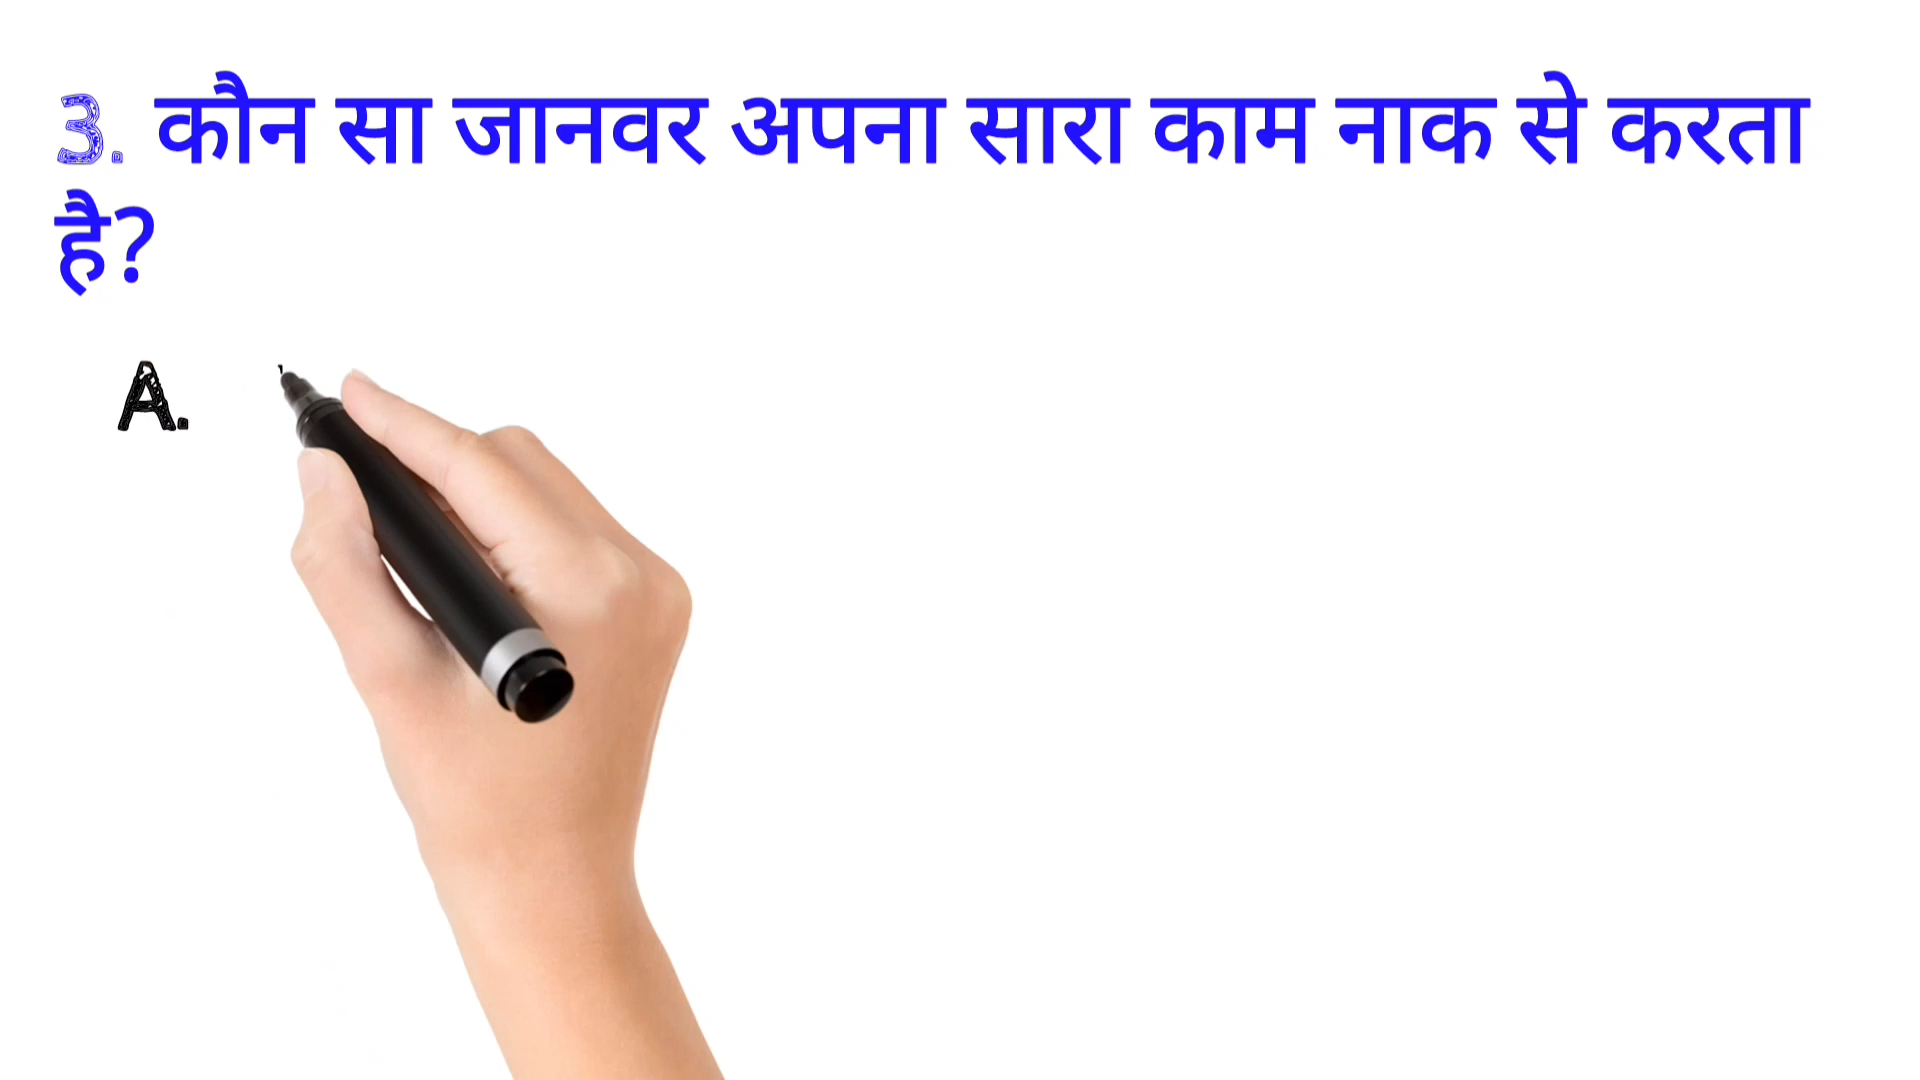 3. कौन सा जानवर अपना सारा काम नाक से करता
है?
A.